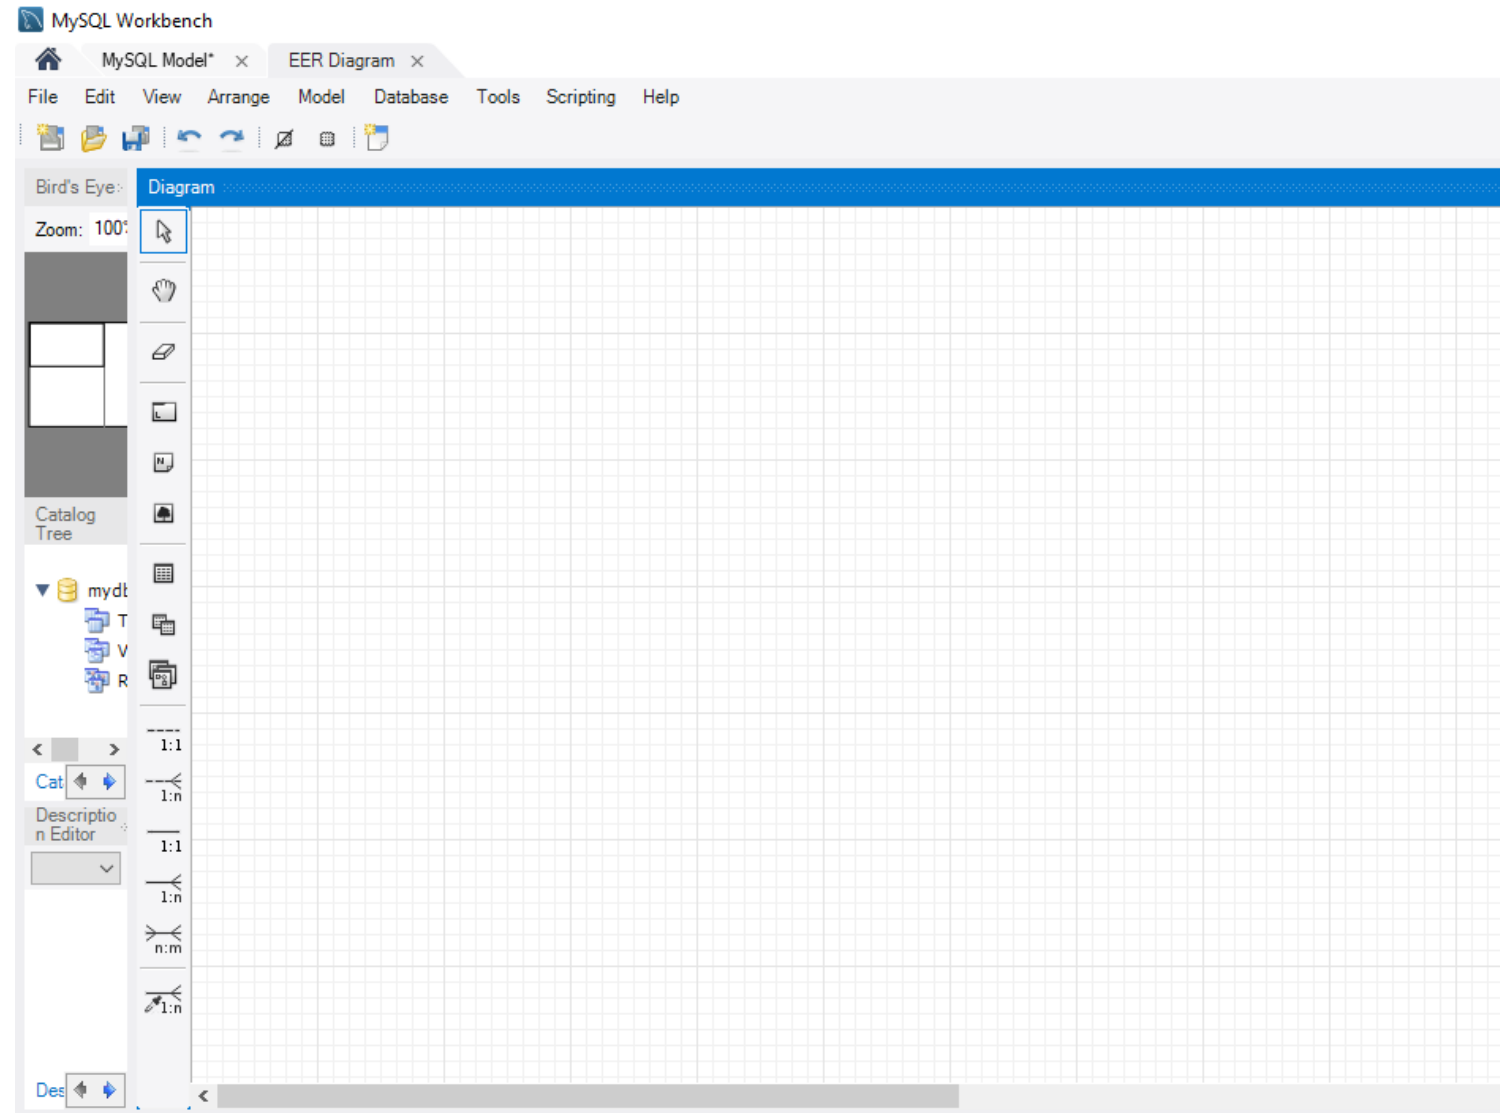 MySQL Workbench
MySQL Model*
EER Diagram
File Edit View Arrange Model Database Tools Scripting Help
Bird's Eye
Diagram
Zoom: 100%
Catalog
Tree
mydb
T
V
R
1:1
Cat
1:n
Descriptio
n Editor
1:1
1:n
n:m
1:n
Des